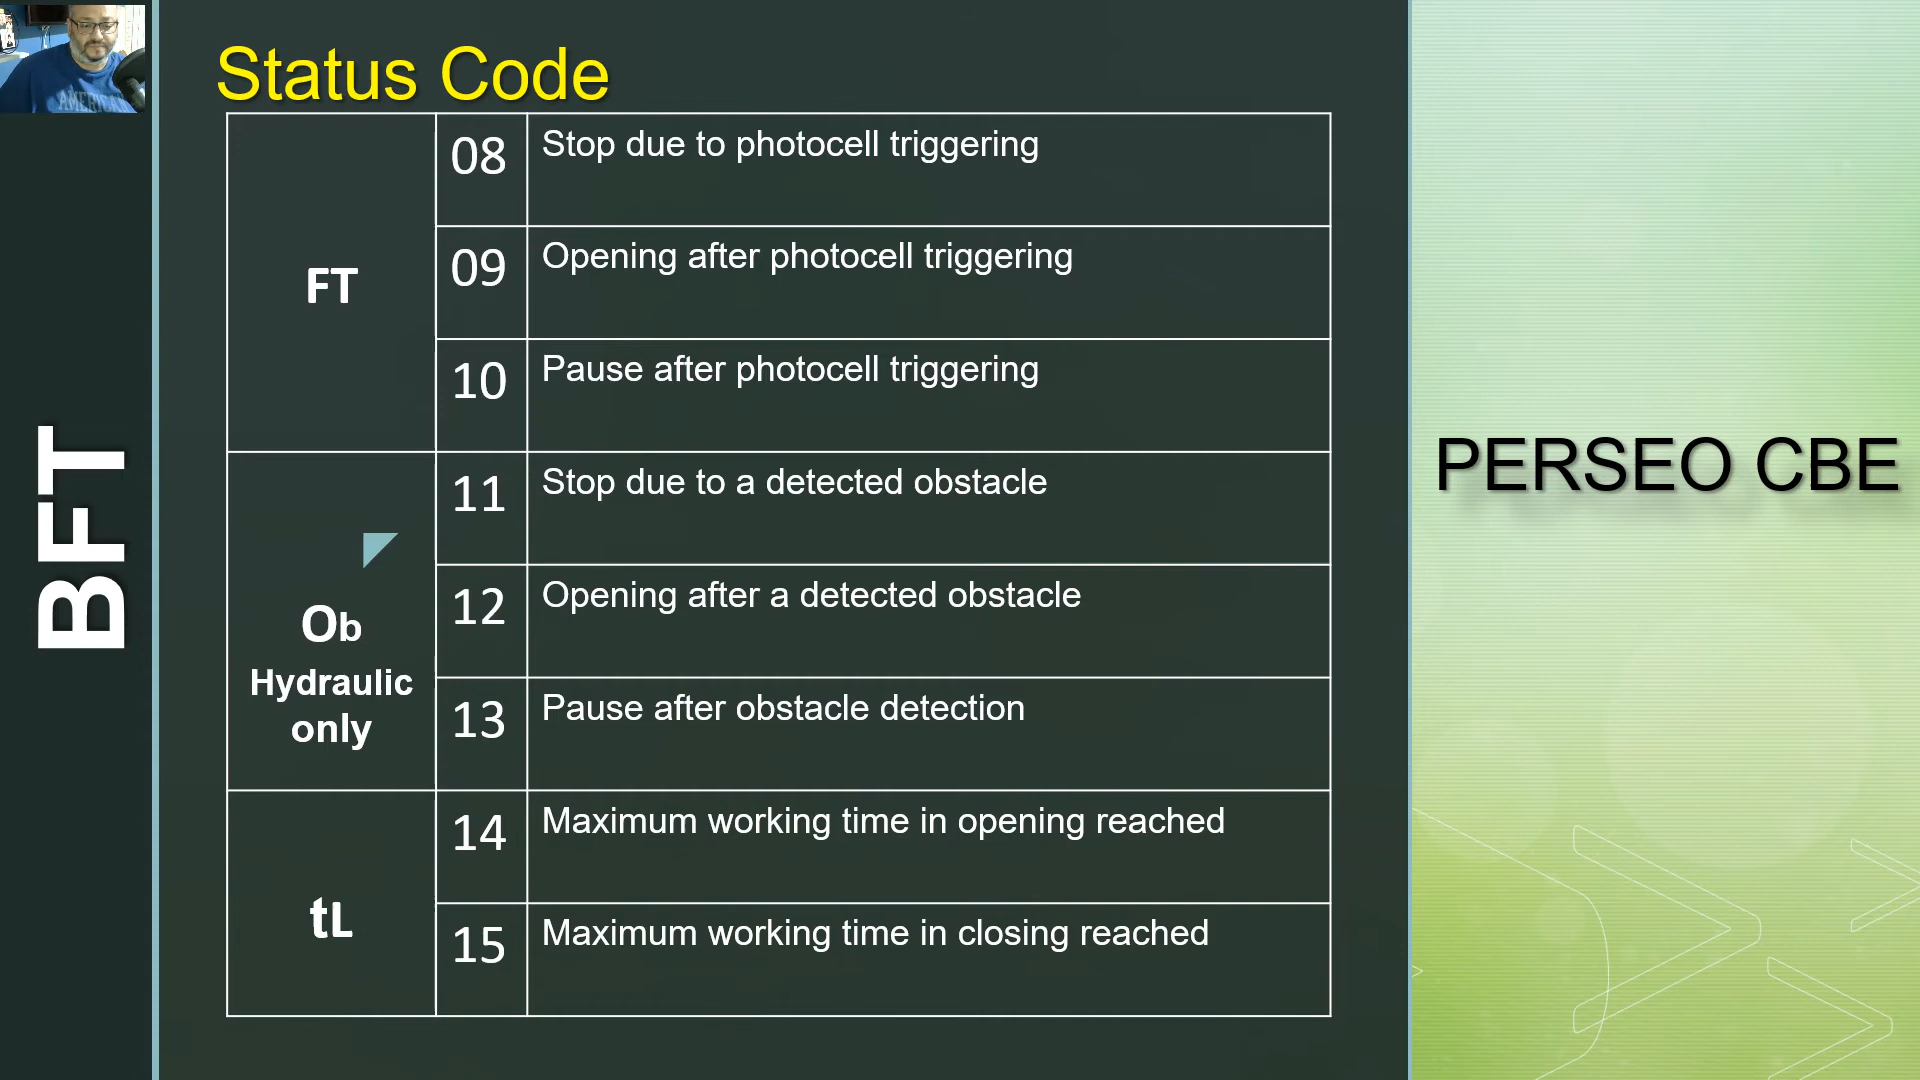 Status Code
FT
08 Stop due to photocell triggering
09 Opening after photocell triggering
10 Pause after photocell triggering
Ob
Hydraulic
only
11 Stop due to a detected obstacle
12 Opening after a detected obstacle
13 Pause after obstacle detection
tL
14 Maximum working time in opening reached
15 Maximum working time in closing reached
BFT
PERSEO CBE